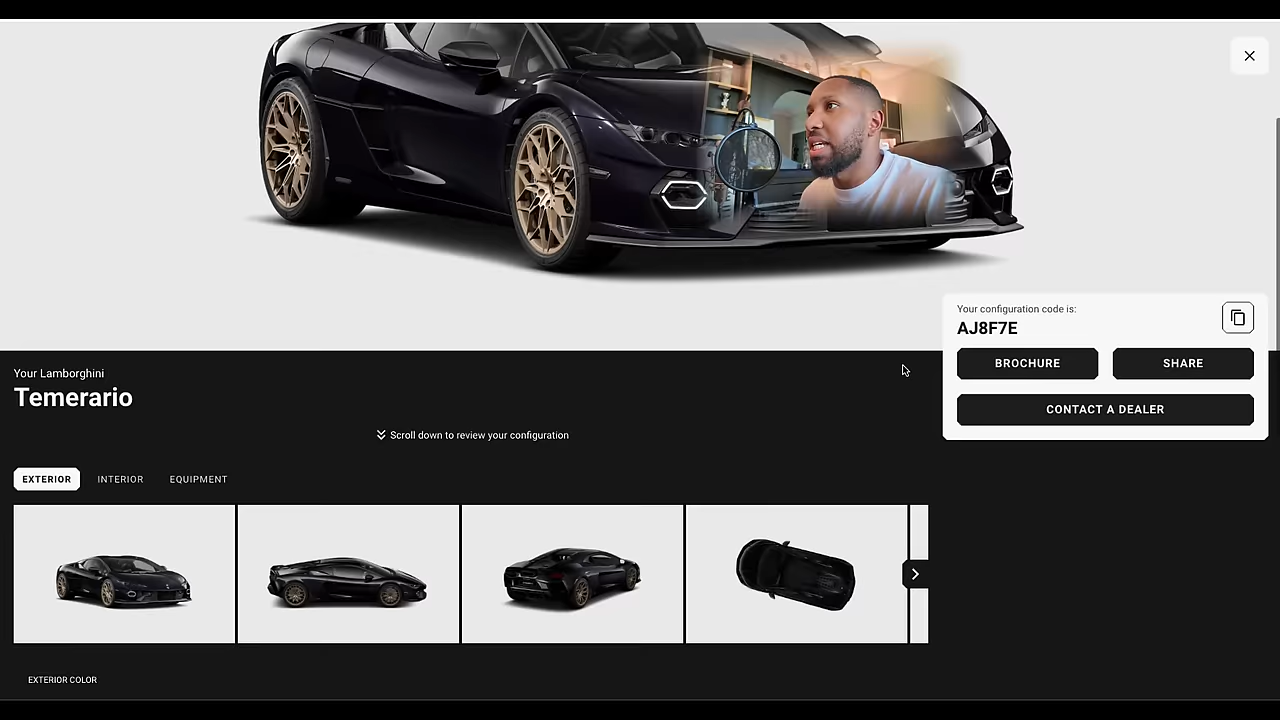 Your configuration code is:
AJ8F7E
BROCHURE
SHARE
CONTACT A DEALER
Your Lamborghini
Temerario
Scroll down to review your configuration
EXTERIOR
INTERIOR
EQUIPMENT
EXTERIOR COLOR